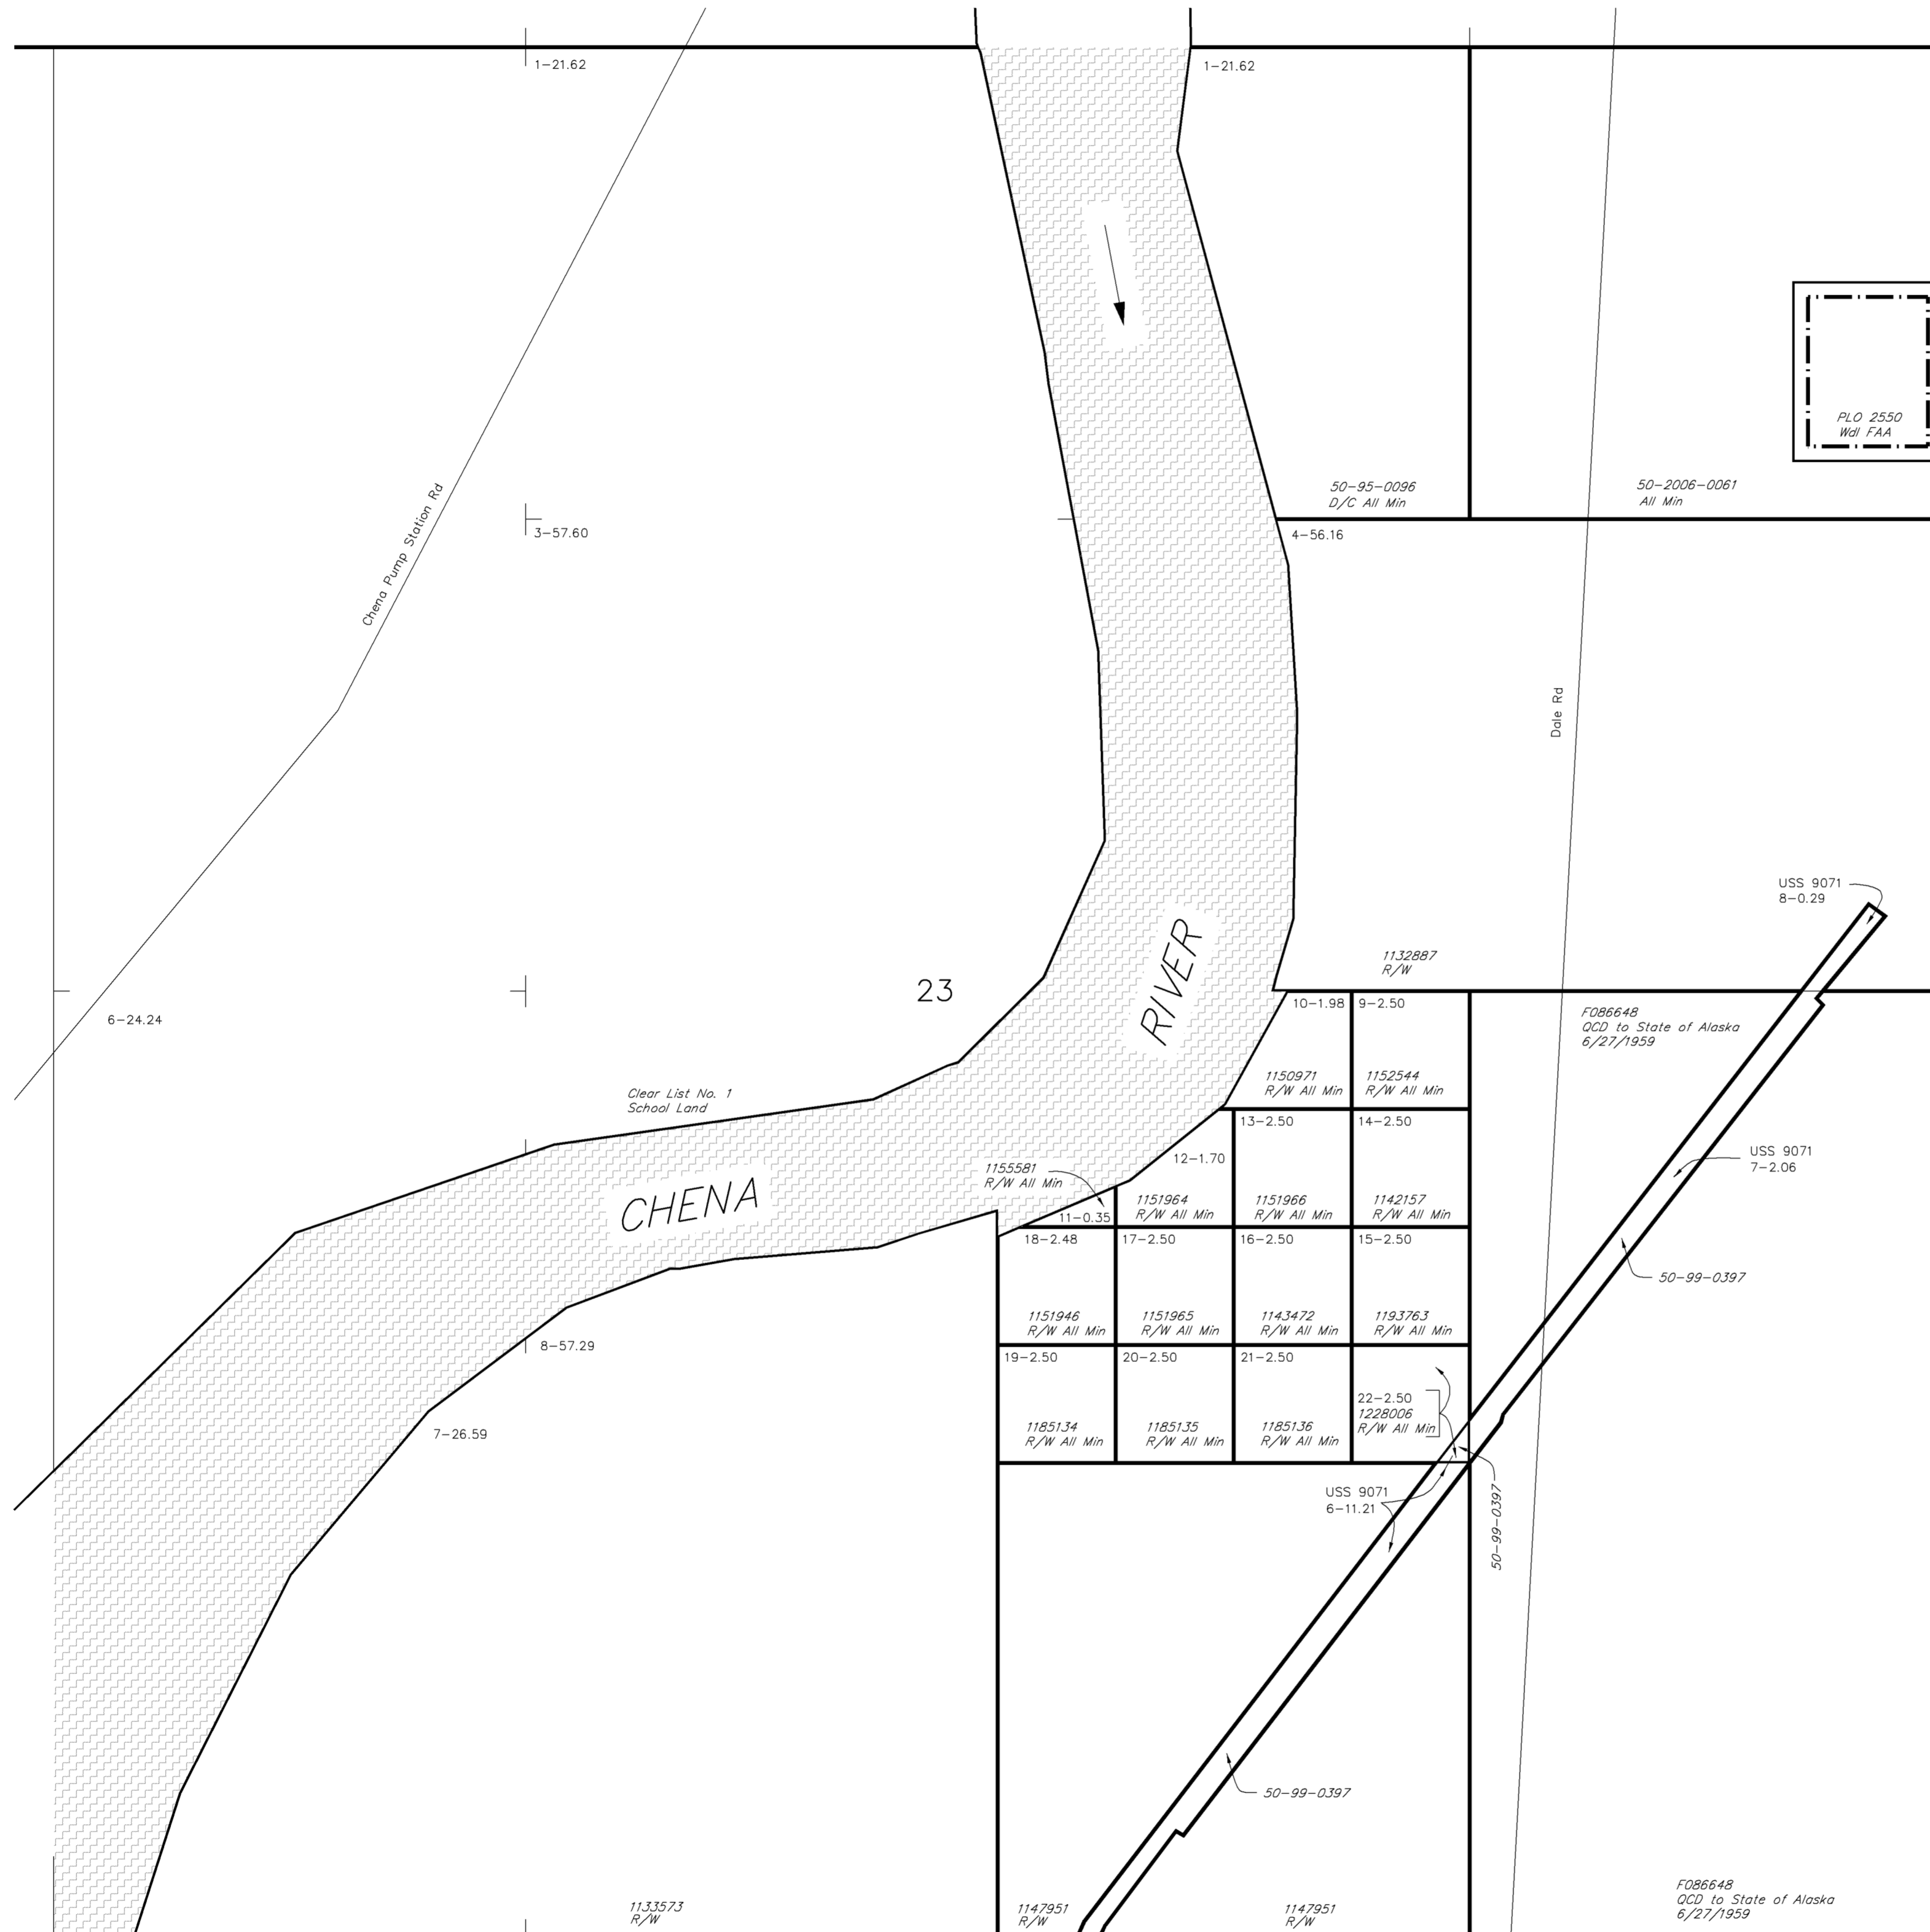 1-21.62
1-21.62
PLO 2550
Wdl FAA
50-95-0096
D/C All Min
50-2006-0061
All Min
3-57.60
4-56.16
Chena Pump Station Rd
Dale Rd
USS 9071
8-0.29
RIVER
1132887
R/W
23
10-1.98
9-2.50
6-24.24
F086648
QCD to State of Alaska
6/27/1959
1150971
R/W All Min
1152544
R/W All Min
Clear List No. 1
School Land
13-2.50
14-2.50
12-1.70
USS 9071
7-2.06
1155581
R/W All Min
CHENA
11-0.35
1151964
R/W All Min
1151966
R/W All Min
1142157
R/W All Min
18-2.48
17-2.50
16-2.50
15-2.50
50-99-0397
1151946
R/W All Min
1151965
R/W All Min
1143472
R/W All Min
1193763
R/W All Min
8-57.29
19-2.50
20-2.50
21-2.50
22-2.50
1228006
R/W All Min
7-26.59
1185134
R/W All Min
1185135
R/W All Min
1185136
R/W All Min
USS 9071
6-11.21
50-99-0397
50-99-0397
1133573
R/W
1147951
R/W
1147951
R/W
F086648
QCD to State of Alaska
6/27/1959